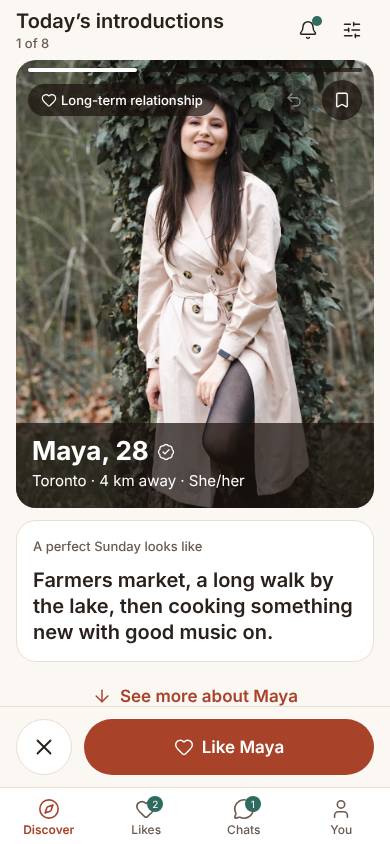 Today's introductions
1 of 8
Long-term relationship
Maya, 28
Toronto · 4 km away · She/her
A perfect Sunday looks like
Farmers market, a long walk by
the lake, then cooking something
new with good music on.
See more about Maya
Like Maya
2
1
Discover
Likes
Chats
You